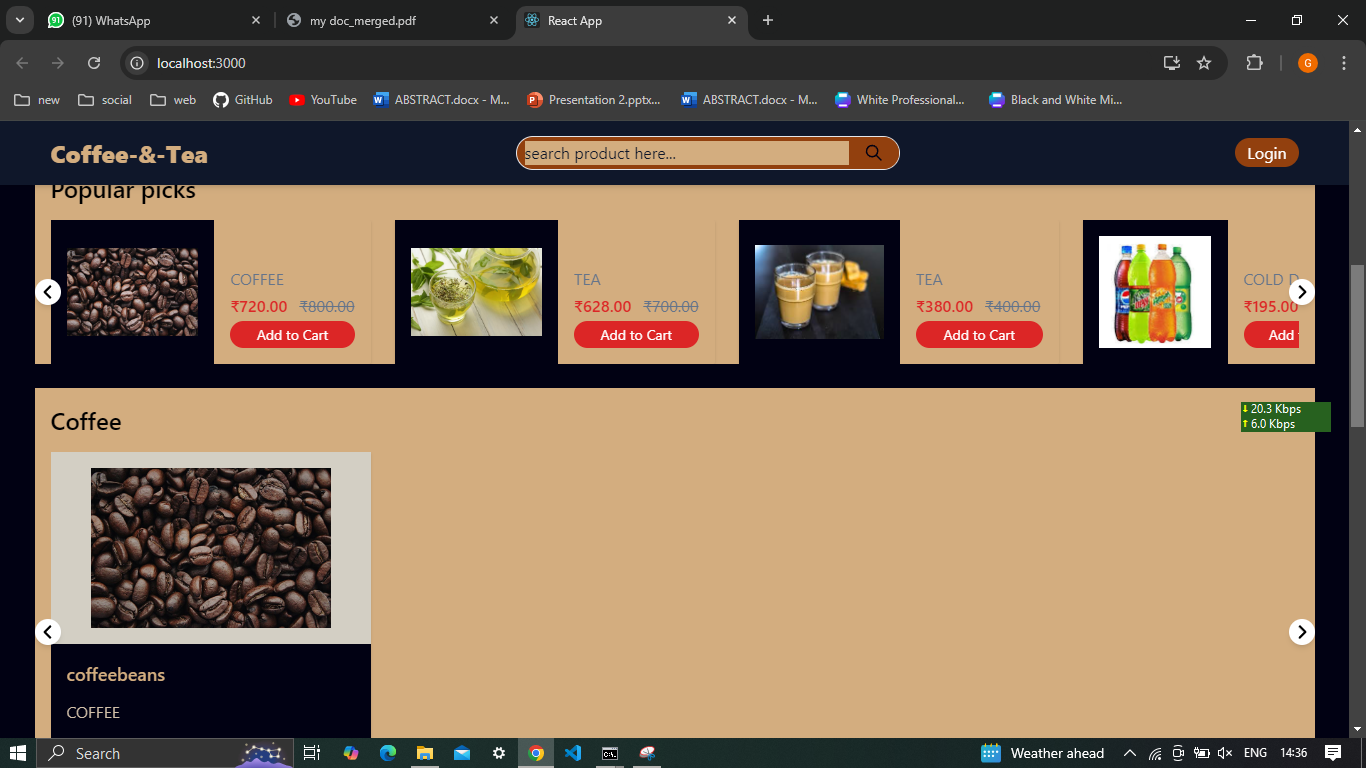 (91) WhatsApp
my doc_merged.pdf
React App
localhost:3000
G
new
social
web
GitHub
YouTube
ABSTRACT.docx - M...
Presentation 2.pptx...
ABSTRACT.docx - M...
White Professional...
Black and White Mi...
Coffee-&-Tea
search product here...
Login
Popular picks
COFFEE
₹720.00 ₹800.00
Add to Cart
TEA
₹628.00 ₹700.00
Add to Cart
TEA
₹380.00 ₹400.00
Add to Cart
COLD D
₹195.00
Add
Coffee
20.3 Kbps
6.0 Kbps
coffeebeans
COFFEE
Search
Weather ahead
ENG
14:36